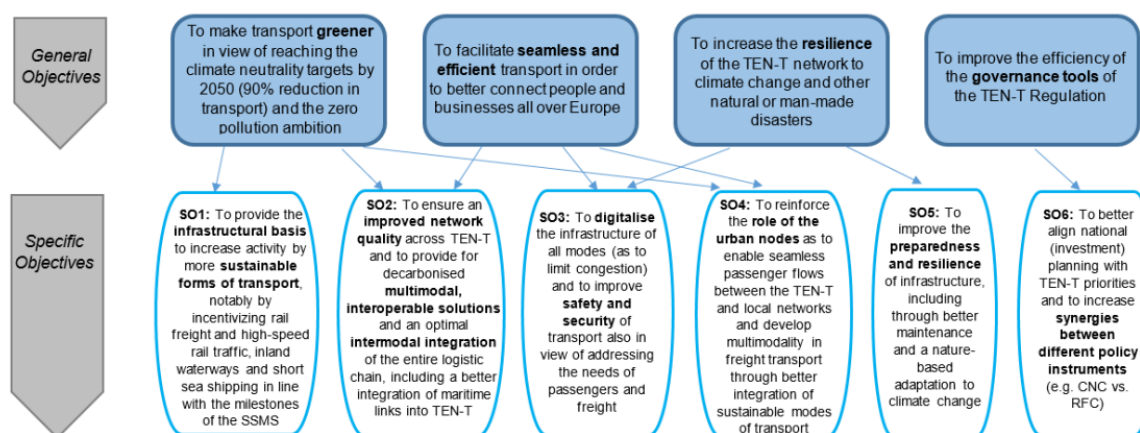 General
Objectives
To make transport greener
in view of reaching the
climate neutrality targets by
2050 (90% reduction in
transport) and the zero
pollution ambition
To facilitate seamless and
efficient transport in order
to better connect people and
businesses all over Europe
To increase the resilience
of the TEN-T network to
climate change and other
natural or man-made
disasters
To improve the efficiency of
the governance tools of
the TEN-T Regulation
Specific
Objectives
SO1: To provide the
infrastructural basis
to increase activity by
more sustainable
forms of transport,
notably by
incentivizing rail
freight and high-speed
rail traffic, inland
waterways and short
sea shipping in line
with the milestones
of the SSMS
SO2: To ensure an
improved network
quality across TEN-T
and to provide for
decarbonised
multimodal,
interoperable solutions
and an optimal
intermodal integration
of the entire logistic
chain, including a better
integration of maritime
links into TEN-T
SO3: To digitalise
the infrastructure of
all modes (as to
limit congestion)
and to improve
safety and
security of
transport also in
view of addressing
the needs of
passengers and
freight
SO4: To reinforce
the role of the
urban nodes as to
enable seamless
passenger flows
between the TEN-T
and local networks
and develop
multimodality in
freight transport
through better
integration of
sustainable modes
of transport
SO5: To
improve the
preparedness
and resilience
of infrastructure,
including
through better
maintenance
and a nature-
based
adaptation to
climate change
SO6: To better
align national
(investment)
planning with
TEN-T priorities
and to increase
synergies
between
different policy
instruments
(e.g. CNC vs.
RFC)